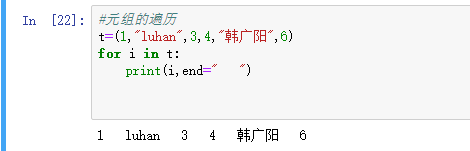 In [22]:
#元组的遍历
t=(1,"luhan",3,4,"韩广阳",6)
for i in t:
    print(i,end="   ")
1   luhan   3   4   韩广阳   6